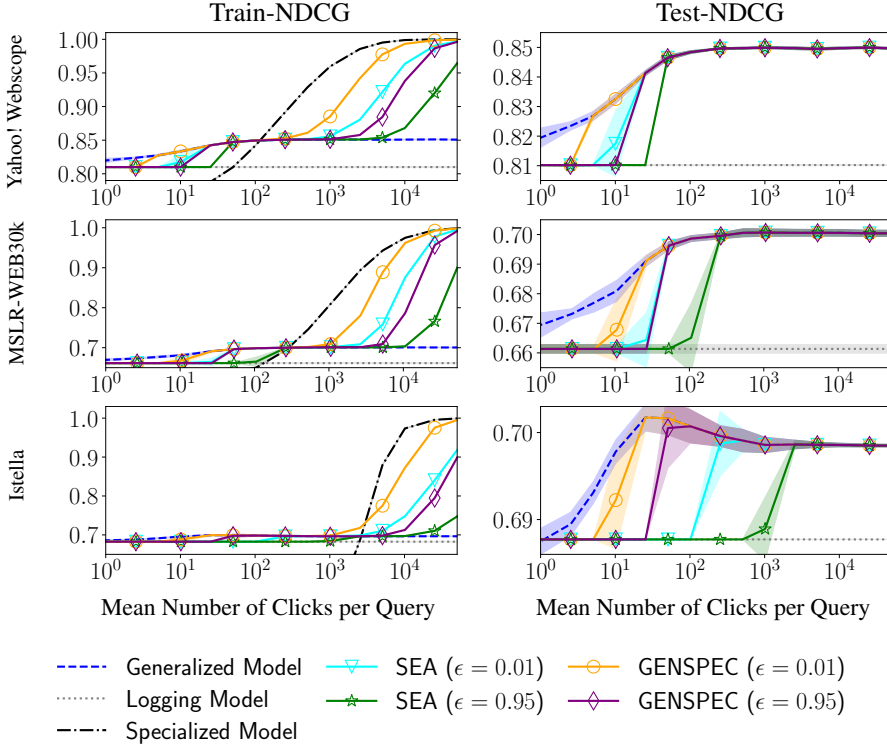 Train-NDCG Test-NDCG
Yahoo! Webscope
1.00
0.95
0.90
0.85
0.80
10^0 10^1 10^2 10^3 10^4
0.85
0.84
0.83
0.82
0.81
10^0 10^1 10^2 10^3 10^4
MSLR-WEB30k
1.0
0.9
0.8
0.7
10^0 10^1 10^2 10^3 10^4
0.70
0.69
0.68
0.67
0.66
10^0 10^1 10^2 10^3 10^4
Istella
1.0
0.9
0.8
0.7
10^0 10^1 10^2 10^3 10^4
0.70
0.69
10^0 10^1 10^2 10^3 10^4
Mean Number of Clicks per Query Mean Number of Clicks per Query
Generalized Model SEA (ϵ = 0.01) GENSPEC (ϵ = 0.01)
Logging Model SEA (ϵ = 0.95) GENSPEC (ϵ = 0.95)
Specialized Model